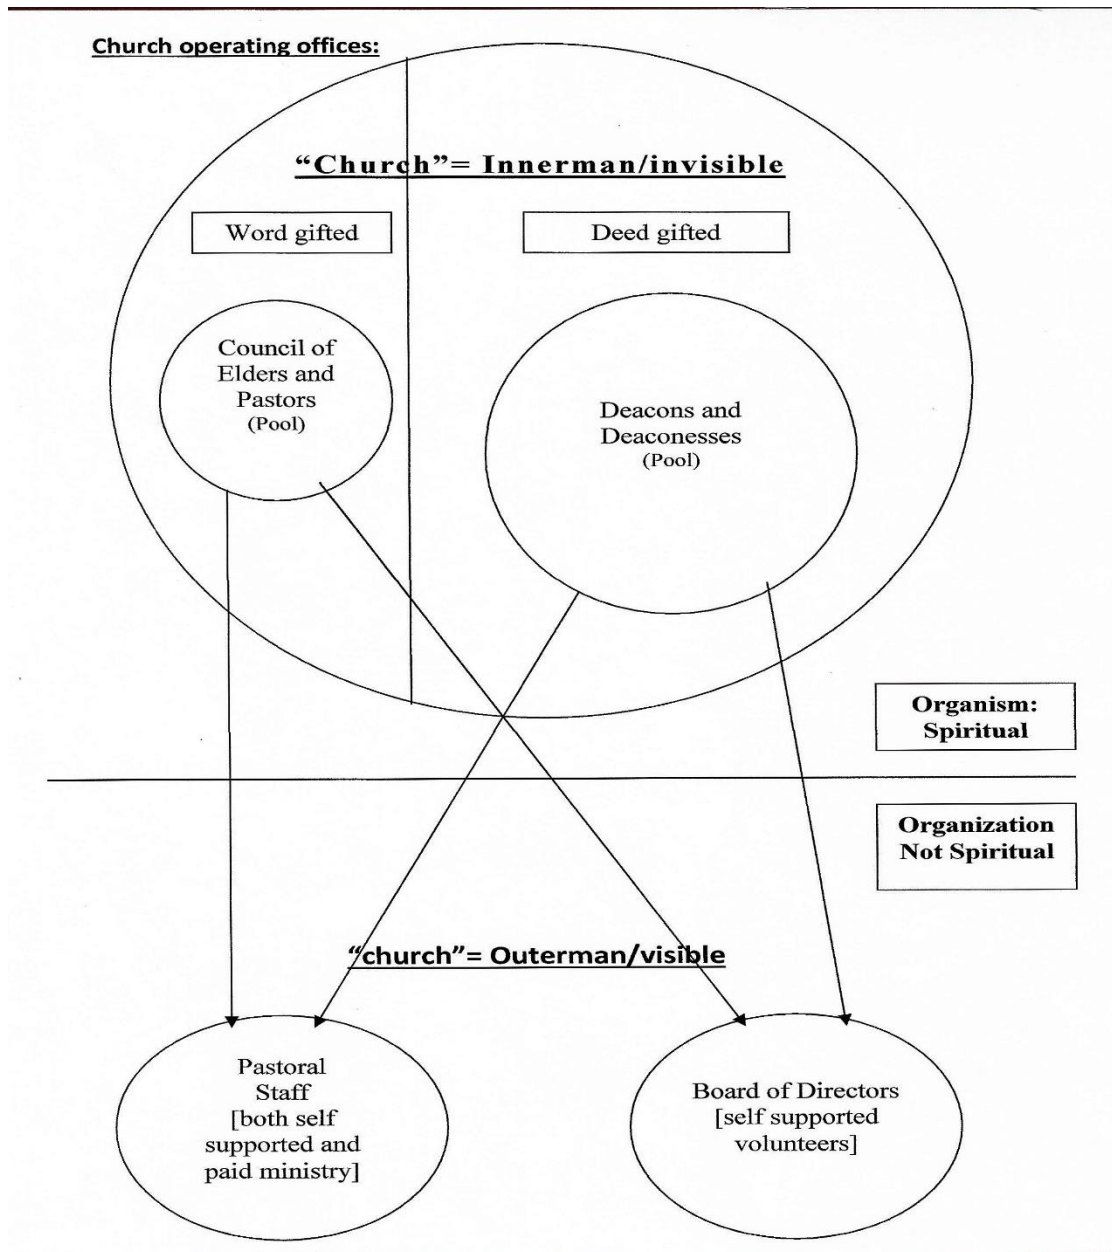 Church operating offices:
“Church”= Innerman/invisible
Word gifted
Deed gifted
Council of
Elders and
Pastors
(Pool)
Deacons and
Deaconesses
(Pool)
Organism:
Spiritual
Organization
Not Spiritual
“church”= Outerman/visible
Pastoral
Staff
[both self
supported and
paid ministry]
Board of Directors
[self supported
volunteers]